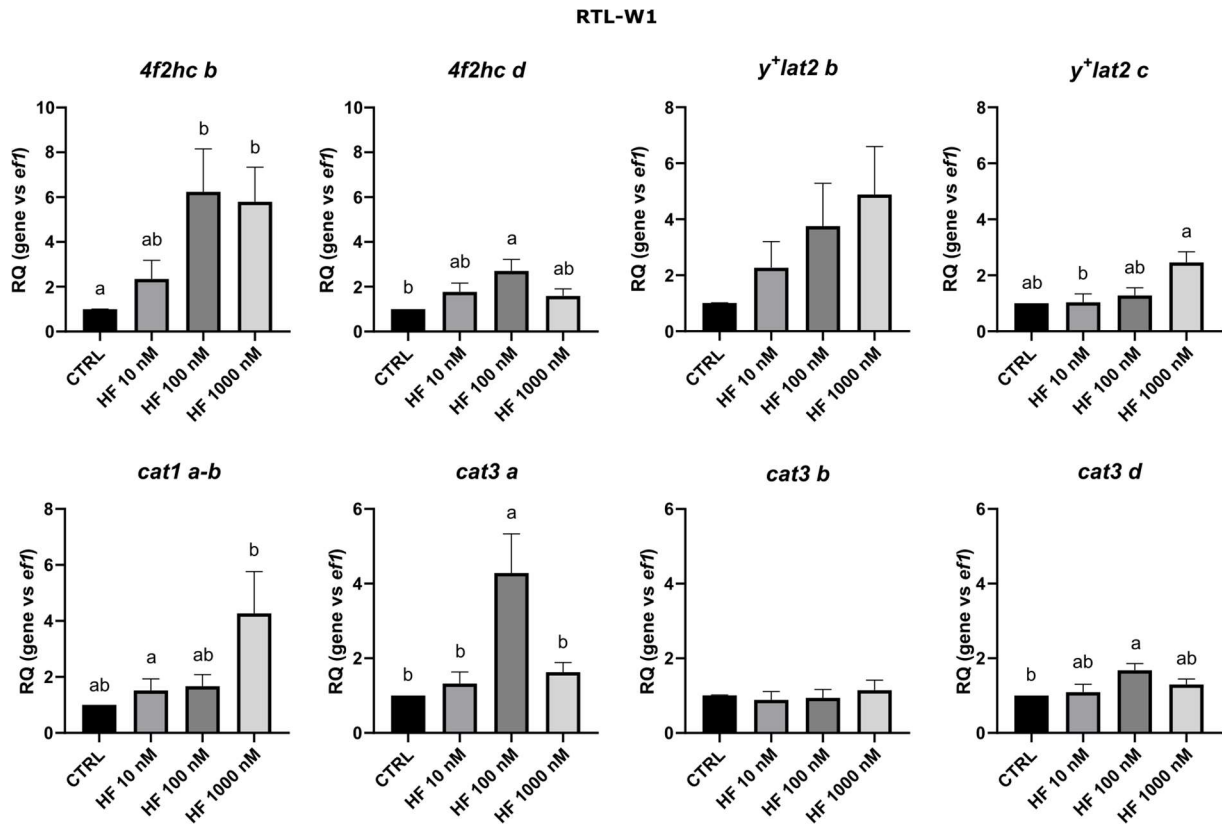 RTL-W1
4f2hc b
RQ (gene vs ef1)
10
8
6
4
2
0
a
ab
b
b
CTRL
HF 10 nM
HF 100 nM
HF 1000 nM
4f2hc d
RQ (gene vs ef1)
10
8
6
4
2
0
b
ab
a
ab
CTRL
HF 10 nM
HF 100 nM
HF 1000 nM
y⁺lat2 b
RQ (gene vs ef1)
8
6
4
2
0
CTRL
HF 10 nM
HF 100 nM
HF 1000 nM
y⁺lat2 c
RQ (gene vs ef1)
8
6
4
2
0
ab
b
ab
a
CTRL
HF 10 nM
HF 100 nM
HF 1000 nM
cat1 a-b
RQ (gene vs ef1)
8
6
4
2
0
ab
a
ab
b
CTRL
HF 10 nM
HF 100 nM
HF 1000 nM
cat3 a
RQ (gene vs ef1)
6
4
2
0
b
b
a
b
CTRL
HF 10 nM
HF 100 nM
HF 1000 nM
cat3 b
RQ (gene vs ef1)
6
4
2
0
CTRL
HF 10 nM
HF 100 nM
HF 1000 nM
cat3 d
RQ (gene vs ef1)
6
4
2
0
b
ab
a
ab
CTRL
HF 10 nM
HF 100 nM
HF 1000 nM